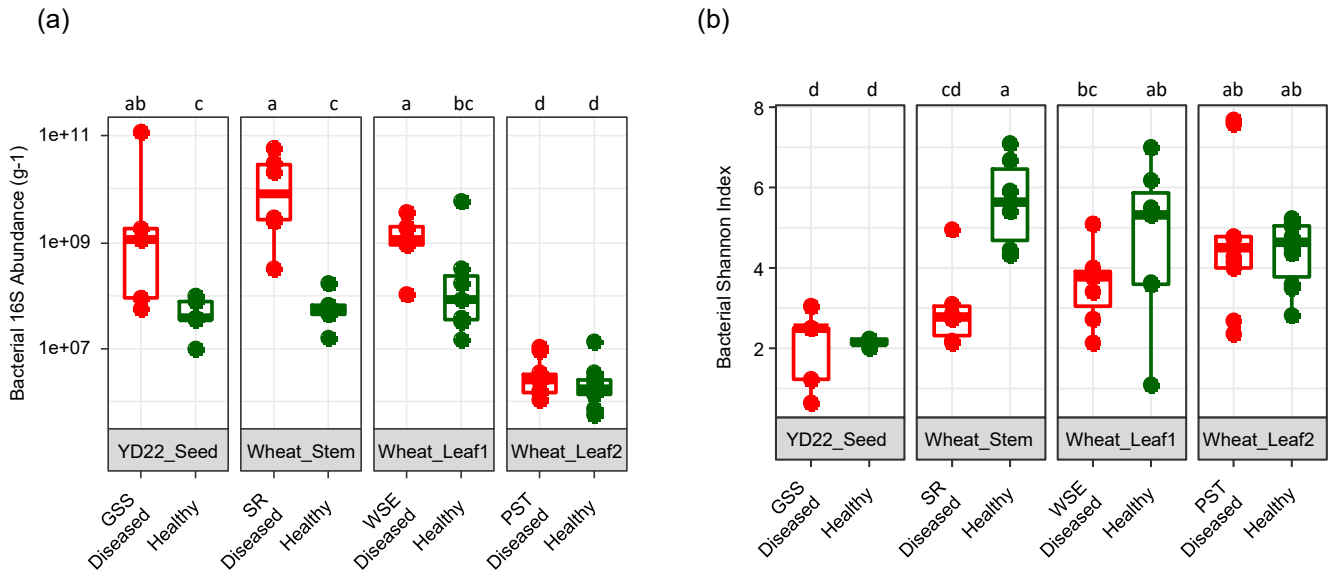 (a)
Bacterial 16S Abundance (g-1)
1e+11
1e+09
1e+07
ab c a c a bc d d
YD22_Seed Wheat_Stem Wheat_Leaf1 Wheat_Leaf2
GSS Diseased
Healthy
SR Diseased
Healthy
WSE Diseased
Healthy
PST Diseased
Healthy
(b)
Bacterial Shannon Index
8
6
4
2
d d cd a bc ab ab ab
YD22_Seed Wheat_Stem Wheat_Leaf1 Wheat_Leaf2
GSS Diseased
Healthy
SR Diseased
Healthy
WSE Diseased
Healthy
PST Diseased
Healthy